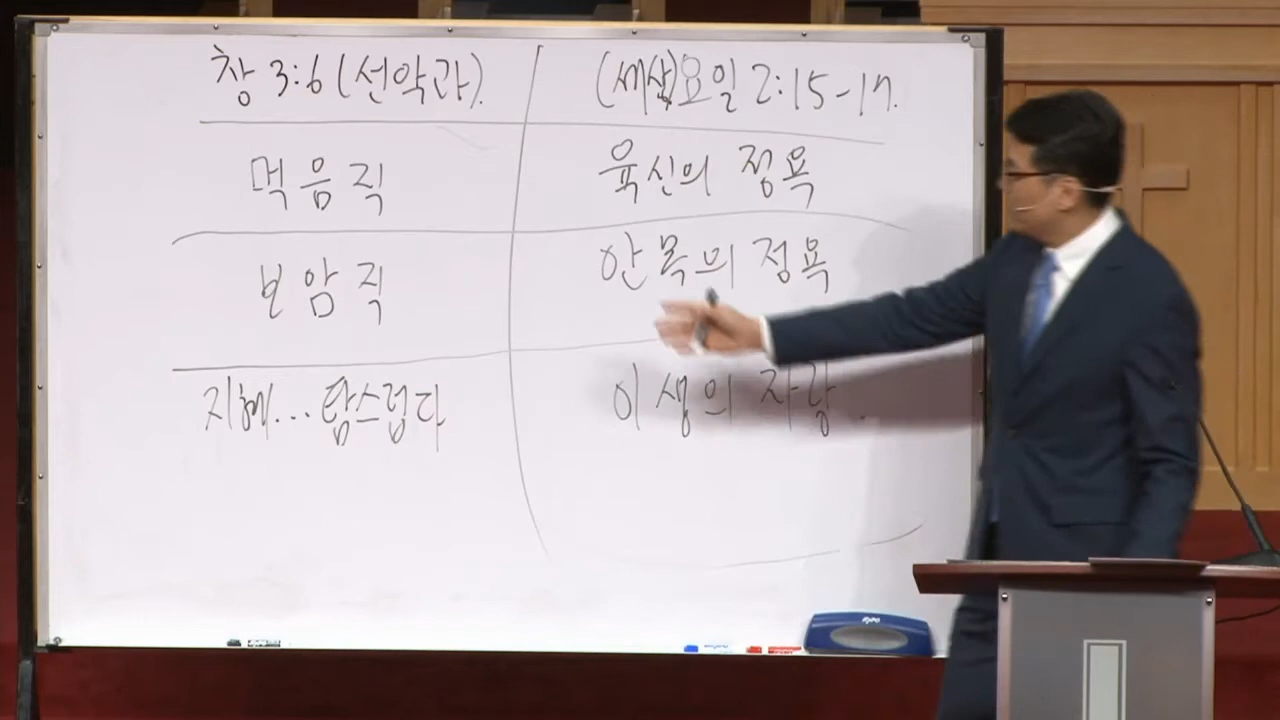 창 3:6 (선악과).
(세상)요일 2:15-17.
먹음직
육신의 정욕
보암직
안목의 정욕
지혜... 탐스럽다
이생의 자랑.
expo